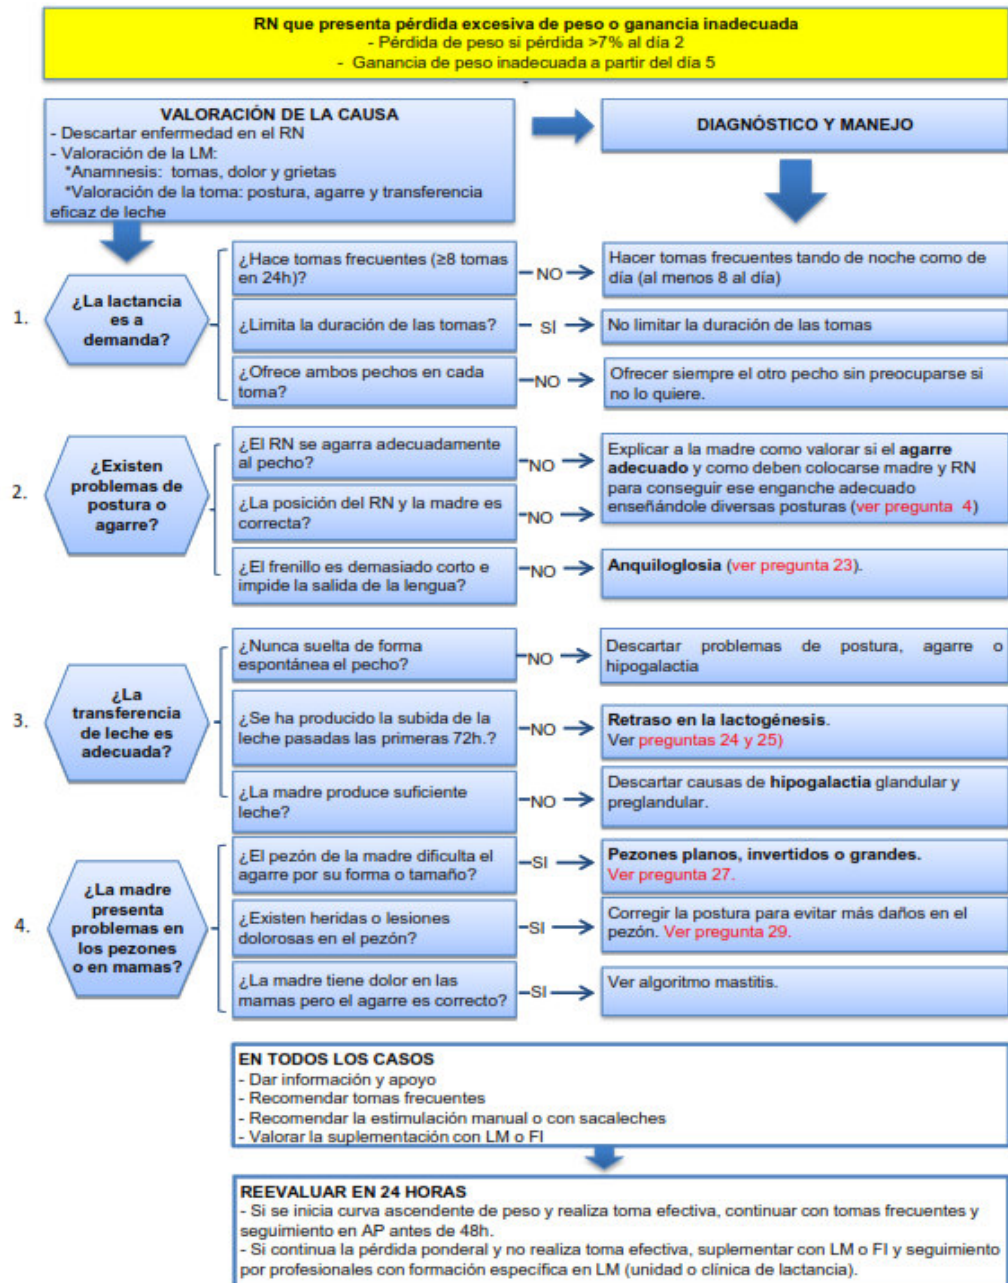 RN que presenta pérdida excesiva de peso o ganancia inadecuada
- Pérdida de peso si pérdida >7% al día 2
- Ganancia de peso inadecuada a partir del día 5
-
VALORACIÓN DE LA CAUSA
- Descartar enfermedad en el RN
- Valoración de la LM:
*Anamnesis: tomas, dolor y grietas
*Valoración de la toma: postura, agarre y transferencia
eficaz de leche
DIAGNÓSTICO Y MANEJO
1.
¿La lactancia
es a
demanda?
¿Hace tomas frecuentes (≥8 tomas
en 24h)?
NO
Hacer tomas frecuentes tando de noche como de
día (al menos 8 al día)
¿Limita la duración de las tomas?
SÍ
No limitar la duración de las tomas
¿Ofrece ambos pechos en cada
toma?
NO
Ofrecer siempre el otro pecho sin preocuparse si
no lo quiere.
2.
¿Existen
problemas de
postura o
agarre?
¿El RN se agarra adecuadamente
al pecho?
NO
¿La posición del RN y la madre es
correcta?
NO
Explicar a la madre como valorar si el agarre
adecuado y como deben colocarse madre y RN
para conseguir ese enganche adecuado
enseñándole diversas posturas (ver pregunta 4)
¿El frenillo es demasiado corto e
impide la salida de la lengua?
NO
Anquiloglosia (ver pregunta 23).
3.
¿La
transferencia
de leche es
adecuada?
¿Nunca suelta de forma
espontánea el pecho?
NO
Descartar problemas de postura, agarre o
hipogalactia
¿Se ha producido la subida de la
leche pasadas las primeras 72h.?
NO
Retraso en la lactogénesis.
Ver preguntas 24 y 25)
¿La madre produce suficiente
leche?
NO
Descartar causas de hipogalactia glandular y
preglandular.
4.
¿La madre
presenta
problemas en
los pezones
o en mamas?
¿El pezón de la madre dificulta el
agarre por su forma o tamaño?
SI
Pezones planos, invertidos o grandes.
Ver pregunta 27.
¿Existen heridas o lesiones
dolorosas en el pezón?
SI
Corregir la postura para evitar más daños en el
pezón. Ver pregunta 29.
¿La madre tiene dolor en las
mamas pero el agarre es correcto?
SI
Ver algoritmo mastitis.
EN TODOS LOS CASOS
- Dar información y apoyo
- Recomendar tomas frecuentes
- Recomendar la estimulación manual o con sacaleches
- Valorar la suplementación con LM o FI
REEVALUAR EN 24 HORAS
- Si se inicia curva ascendente de peso y realiza toma efectiva, continuar con tomas frecuentes y
seguimiento en AP antes de 48h.
- Si continua la pérdida ponderal y no realiza toma efectiva, suplementar con LM o FI y seguimiento
por profesionales con formación específica en LM (unidad o clínica de lactancia).